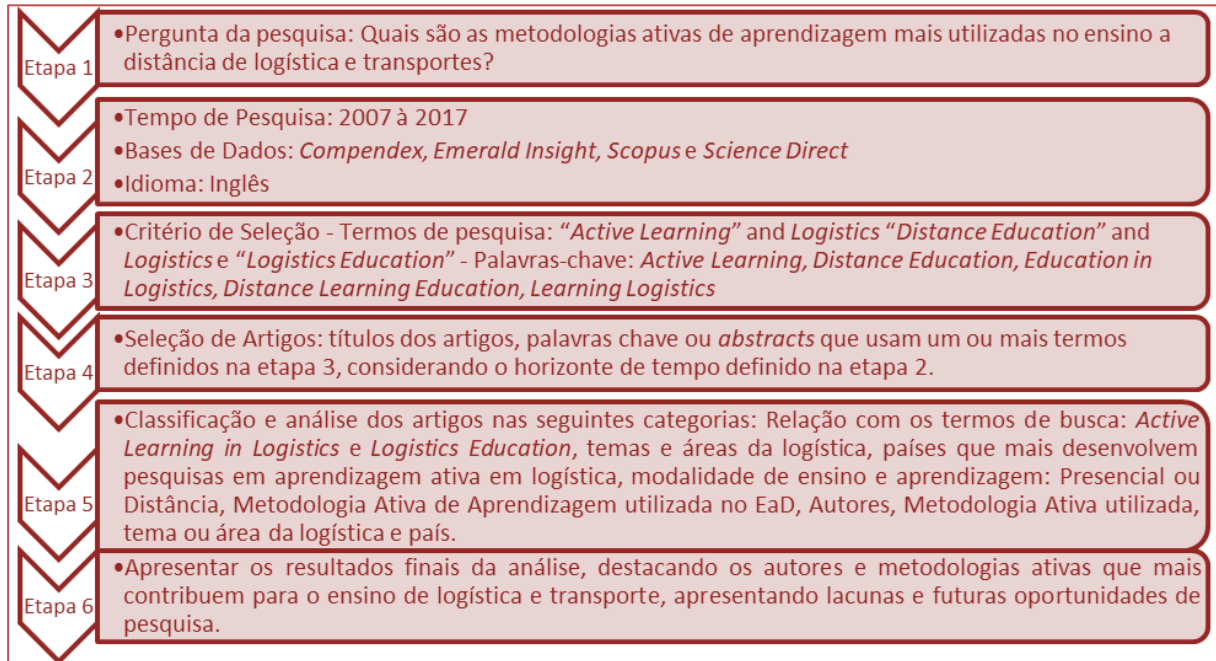 Etapa 1
•Pergunta da pesquisa: Quais são as metodologias ativas de aprendizagem mais utilizadas no ensino a
distância de logística e transportes?
Etapa 2
•Tempo de Pesquisa: 2007 à 2017
•Bases de Dados: Compendex, Emerald Insight, Scopus e Science Direct
•Idioma: Inglês
Etapa 3
•Critério de Seleção - Termos de pesquisa: “Active Learning” and Logistics “Distance Education” and
Logistics e “Logistics Education” - Palavras-chave: Active Learning, Distance Education, Education in
Logistics, Distance Learning Education, Learning Logistics
Etapa 4
•Seleção de Artigos: títulos dos artigos, palavras chave ou abstracts que usam um ou mais termos
definidos na etapa 3, considerando o horizonte de tempo definido na etapa 2.
Etapa 5
•Classificação e análise dos artigos nas seguintes categorias: Relação com os termos de busca: Active
Learning in Logistics e Logistics Education, temas e áreas da logística, países que mais desenvolvem
pesquisas em aprendizagem ativa em logística, modalidade de ensino e aprendizagem: Presencial ou
Distância, Metodologia Ativa de Aprendizagem utilizada no EaD, Autores, Metodologia Ativa utilizada,
tema ou área da logística e país.
Etapa 6
•Apresentar os resultados finais da análise, destacando os autores e metodologias ativas que mais
contribuem para o ensino de logística e transporte, apresentando lacunas e futuras oportunidades de
pesquisa.